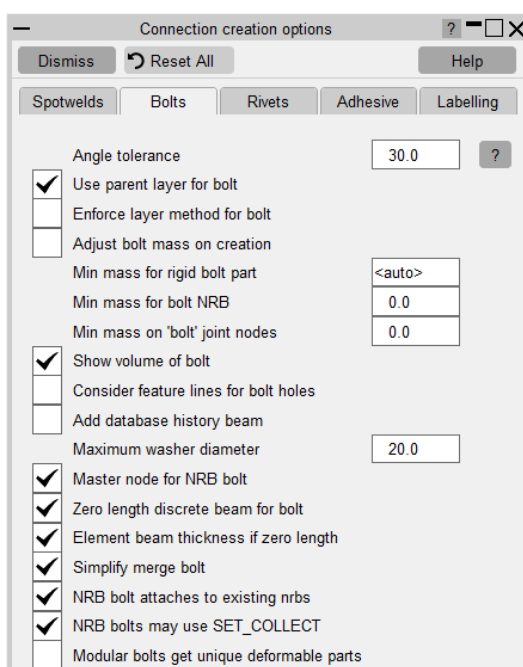 Connection creation options ?
Dismiss Reset All Help
Spotwelds Bolts Rivets Adhesive Labelling
Angle tolerance 30.0 ?
Use parent layer for bolt
Enforce layer method for bolt
Adjust bolt mass on creation
Min mass for rigid bolt part <auto>
Min mass for bolt NRB 0.0
Min mass on 'bolt' joint nodes 0.0
Show volume of bolt
Consider feature lines for bolt holes
Add database history beam
Maximum washer diameter 20.0
Master node for NRB bolt
Zero length discrete beam for bolt
Element beam thickness if zero length
Simplify merge bolt
NRB bolt attaches to existing nrbs
NRB bolts may use SET_COLLECT
Modular bolts get unique deformable parts